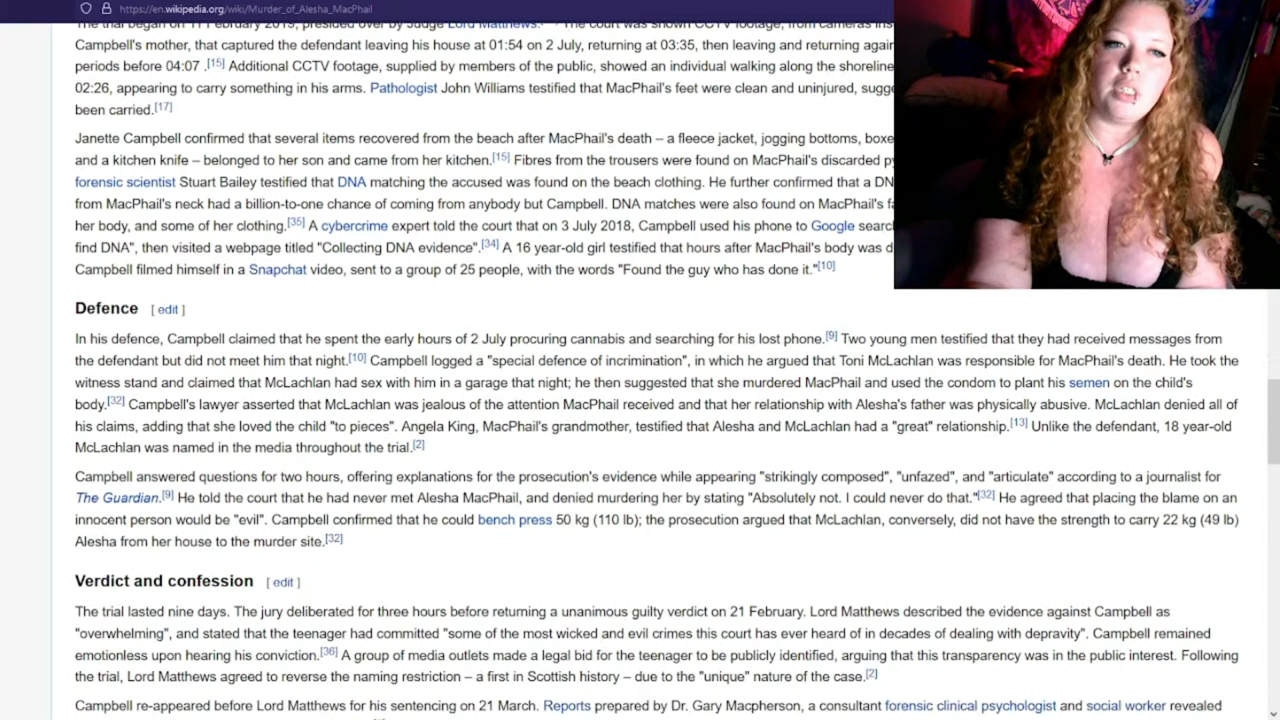 https://en.wikipedia.org/wiki/Murder_of_Alesha_MacPhail
The trial began on 11 February 2019, presided over by Judge Lord Matthews. The court was shown CCTV footage, from cameras
Campbell's mother, that captured the defendant leaving his house at 01:54 on 2 July, returning at 03:35, then leaving and returning
periods before 04:07 .[15] Additional CCTV footage, supplied by members of the public, showed an individual walking along the shoreline
02:26, appearing to carry something in his arms. Pathologist John Williams testified that MacPhail's feet were clean and uninjured,
been carried.[17]
Janette Campbell confirmed that several items recovered from the beach after MacPhail's death – a fleece jacket, jogging bottoms,
and a kitchen knife – belonged to her son and came from her kitchen.[15] Fibres from the trousers were found on MacPhail's discarded
forensic scientist Stuart Bailey testified that DNA matching the accused was found on the beach clothing. He further confirmed that a
from MacPhail's neck had a billion-to-one chance of coming from anybody but Campbell. DNA matches were also found on MacPhail's
her body, and some of her clothing.[35] A cybercrime expert told the court that on 3 July 2018, Campbell used his phone to Google
find DNA", then visited a webpage titled "Collecting DNA evidence".[34] A 16 year-old girl testified that hours after MacPhail's body was
Campbell filmed himself in a Snapchat video, sent to a group of 25 people, with the words "Found the guy who has done it."[10]
Defence [ edit ]
In his defence, Campbell claimed that he spent the early hours of 2 July procuring cannabis and searching for his lost phone.[9] Two young men testified that they had received messages from
the defendant but did not meet him that night.[10] Campbell logged a "special defence of incrimination", in which he argued that Toni McLachlan was responsible for MacPhail's death. He took the
witness stand and claimed that McLachlan had sex with him in a garage that night; he then suggested that she murdered MacPhail and used the condom to plant his semen on the child's
body.[32] Campbell's lawyer asserted that McLachlan was jealous of the attention MacPhail received and that her relationship with Alesha's father was physically abusive. McLachlan denied all of
his claims, adding that she loved the child "to pieces". Angela King, MacPhail's grandmother, testified that Alesha and McLachlan had a "great" relationship.[13] Unlike the defendant, 18 year-old
McLachlan was named in the media throughout the trial.[2]
Campbell answered questions for two hours, offering explanations for the prosecution's evidence while appearing "strikingly composed", "unfazed", and "articulate" according to a journalist for
The Guardian.[9] He told the court that he had never met Alesha MacPhail, and denied murdering her by stating "Absolutely not. I could never do that."[32] He agreed that placing the blame on an
innocent person would be "evil". Campbell confirmed that he could bench press 50 kg (110 lb); the prosecution argued that McLachlan, conversely, did not have the strength to carry 22 kg (49 lb)
Alesha from her house to the murder site.[32]
Verdict and confession [ edit ]
The trial lasted nine days. The jury deliberated for three hours before returning a unanimous guilty verdict on 21 February. Lord Matthews described the evidence against Campbell as
"overwhelming", and stated that the teenager had committed "some of the most wicked and evil crimes this court has ever heard of in decades of dealing with depravity". Campbell remained
emotionless upon hearing his conviction.[36] A group of media outlets made a legal bid for the teenager to be publicly identified, arguing that this transparency was in the public interest. Following
the trial, Lord Matthews agreed to reverse the naming restriction – a first in Scottish history – due to the "unique" nature of the case.[2]
Campbell re-appeared before Lord Matthews for his sentencing on 21 March. Reports prepared by Dr. Gary Macpherson, a consultant forensic clinical psychologist and social worker revealed